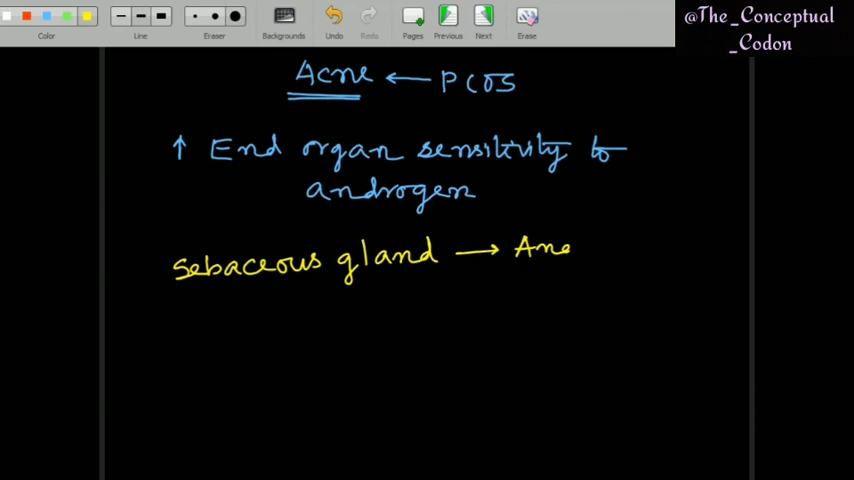 @The_Conceptual
_Codon
Color
Line
Eraser
Backgrounds
Undo
Redo
Pages
Previous
Next
Erase
Acne ← PCOS
↑ End organ sensitivity to
androgen
sebaceous gland → Ane